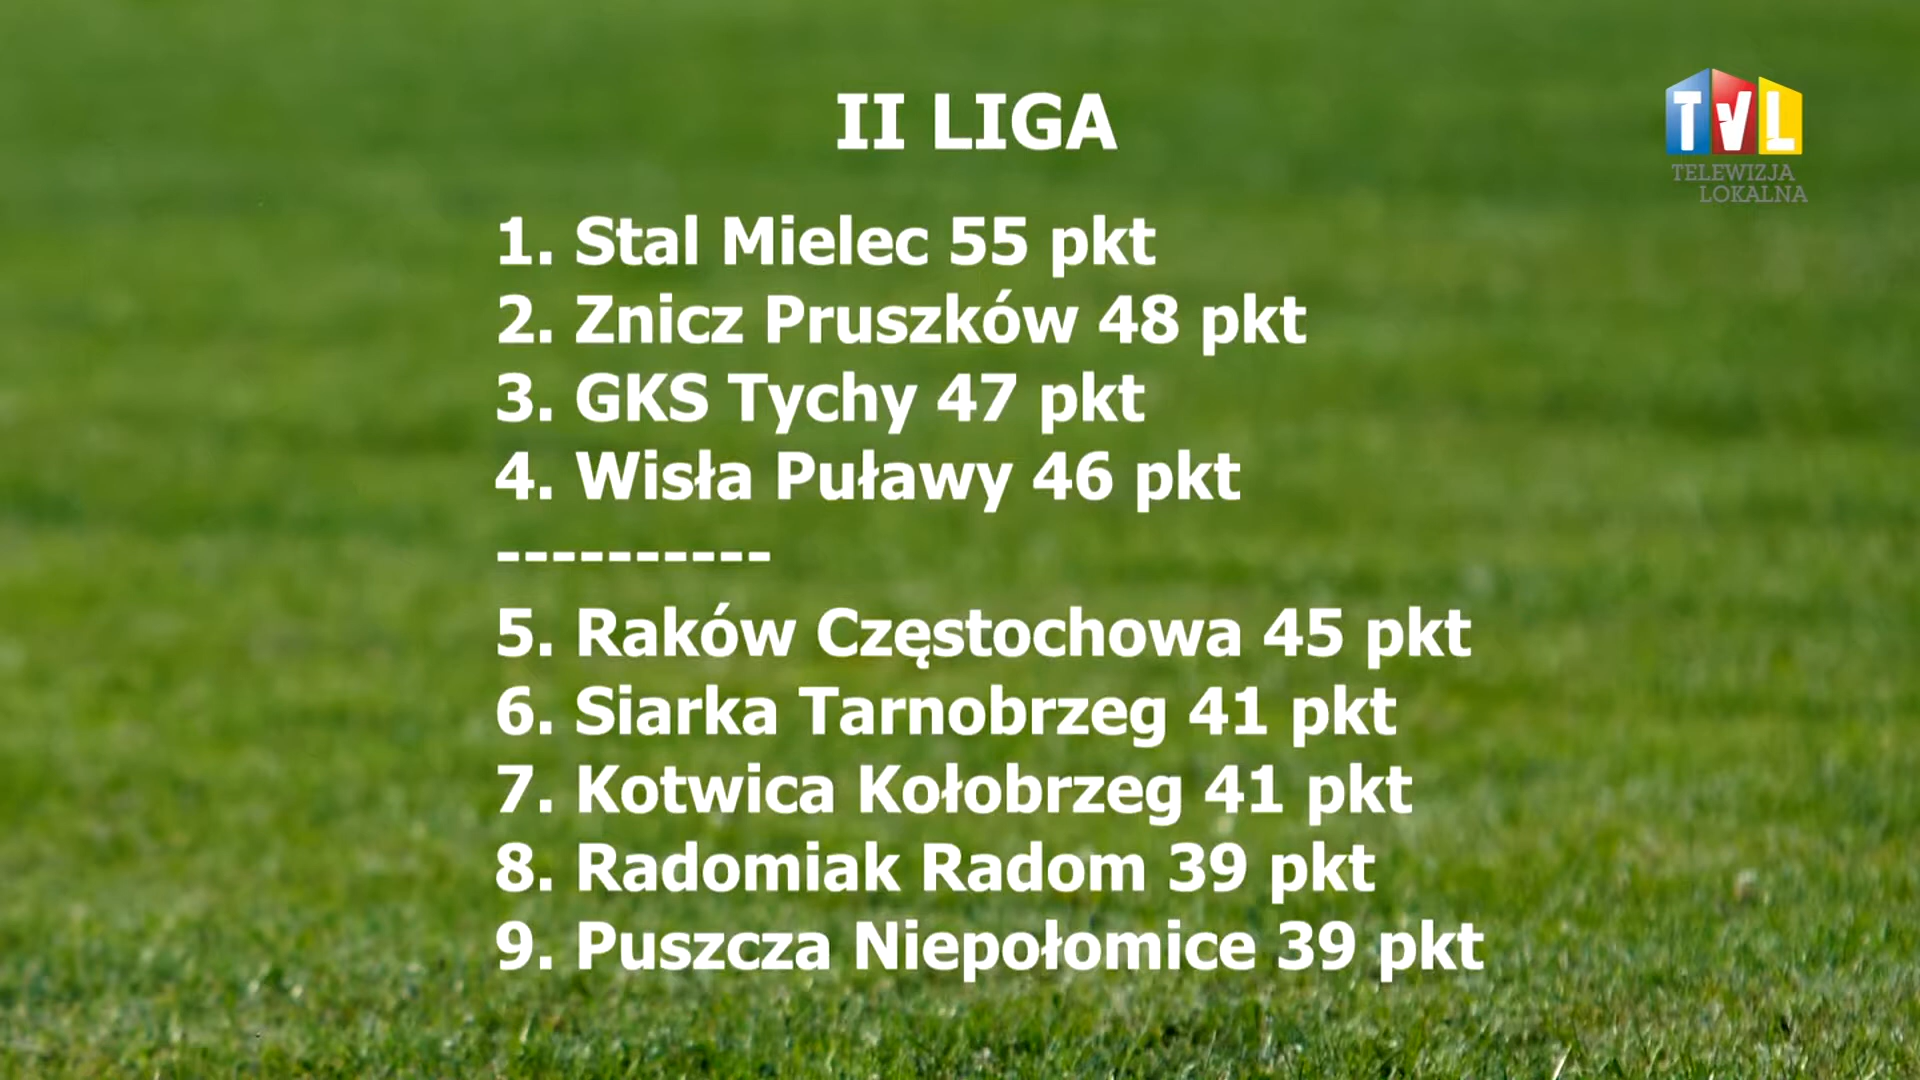 II LIGA
TVL
TELEWIZJA
LOKALNA
1. Stal Mielec 55 pkt
2. Znicz Pruszków 48 pkt
3. GKS Tychy 47 pkt
4. Wisła Puławy 46 pkt
----------
5. Raków Częstochowa 45 pkt
6. Siarka Tarnobrzeg 41 pkt
7. Kotwica Kołobrzeg 41 pkt
8. Radomiak Radom 39 pkt
9. Puszcza Niepołomice 39 pkt